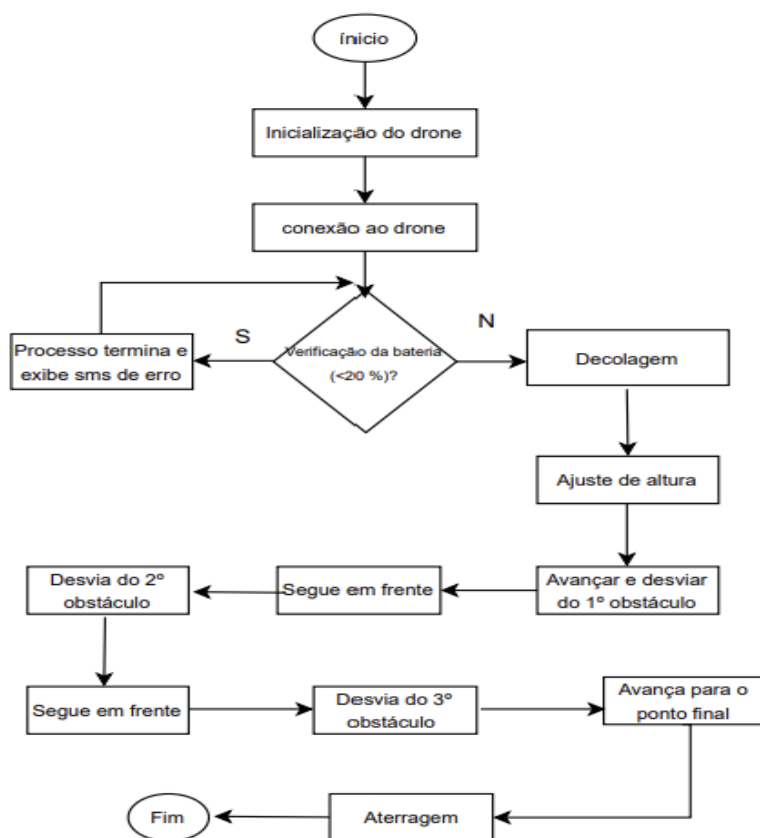 ínicio
Inicialização do drone
conexão ao drone
S
N
Verificação da bateria
(<20 %)?
Processo termina e
exibe sms de erro
Decolagem
Ajuste de altura
Avançar e desviar
do 1º obstáculo
Segue em frente
Desvia do 2º
obstáculo
Segue em frente
Desvia do 3º
obstáculo
Avança para o
ponto final
Aterragem
Fim